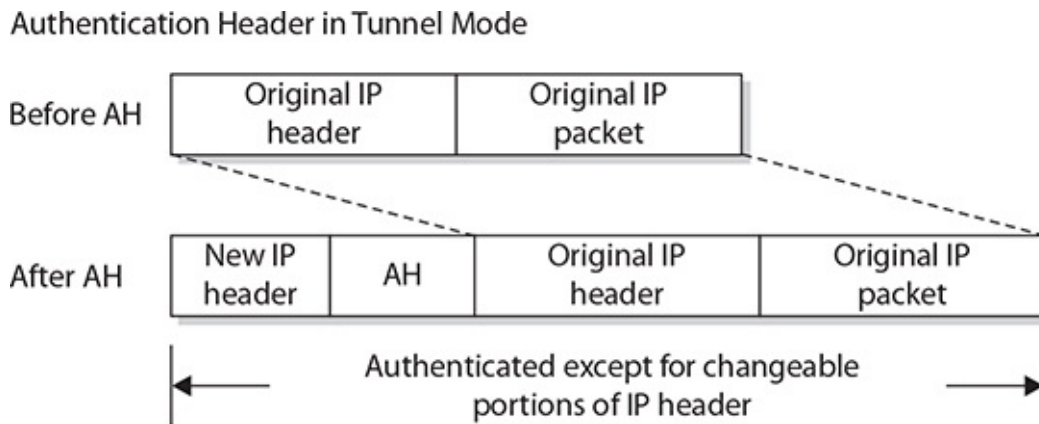 Authentication Header in Tunnel Mode
Before AH
Original IP
header
Original IP
packet
After AH
New IP
header
AH
Original IP
header
Original IP
packet
Authenticated except for changeable
portions of IP header